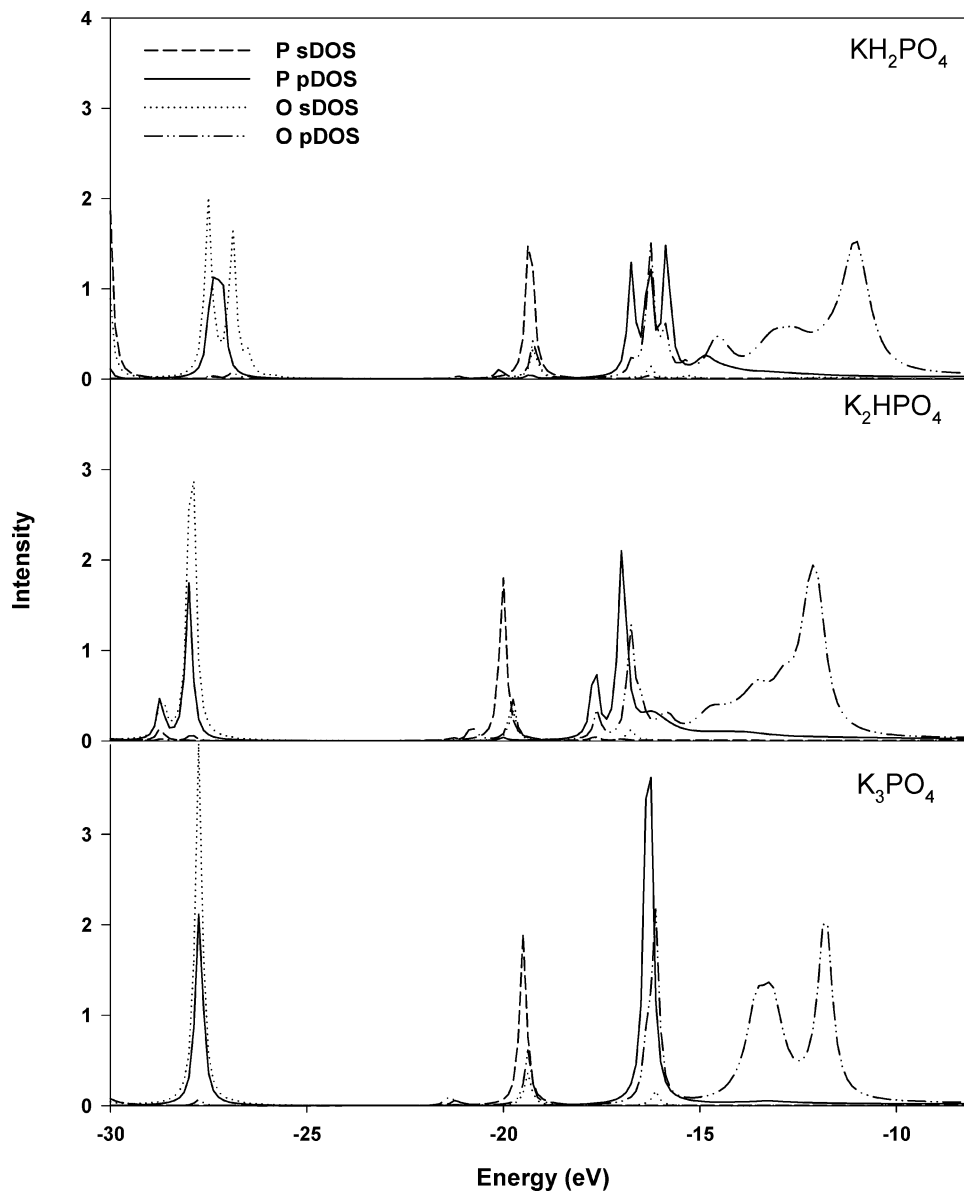 4
3
2
1
0
P sDOS
P pDOS
O sDOS
O pDOS
KH₂PO₄
3
2
1
0
K₂HPO₄
3
2
1
0
K₃PO₄
-30 -25 -20 -15 -10
Energy (eV)
Intensity